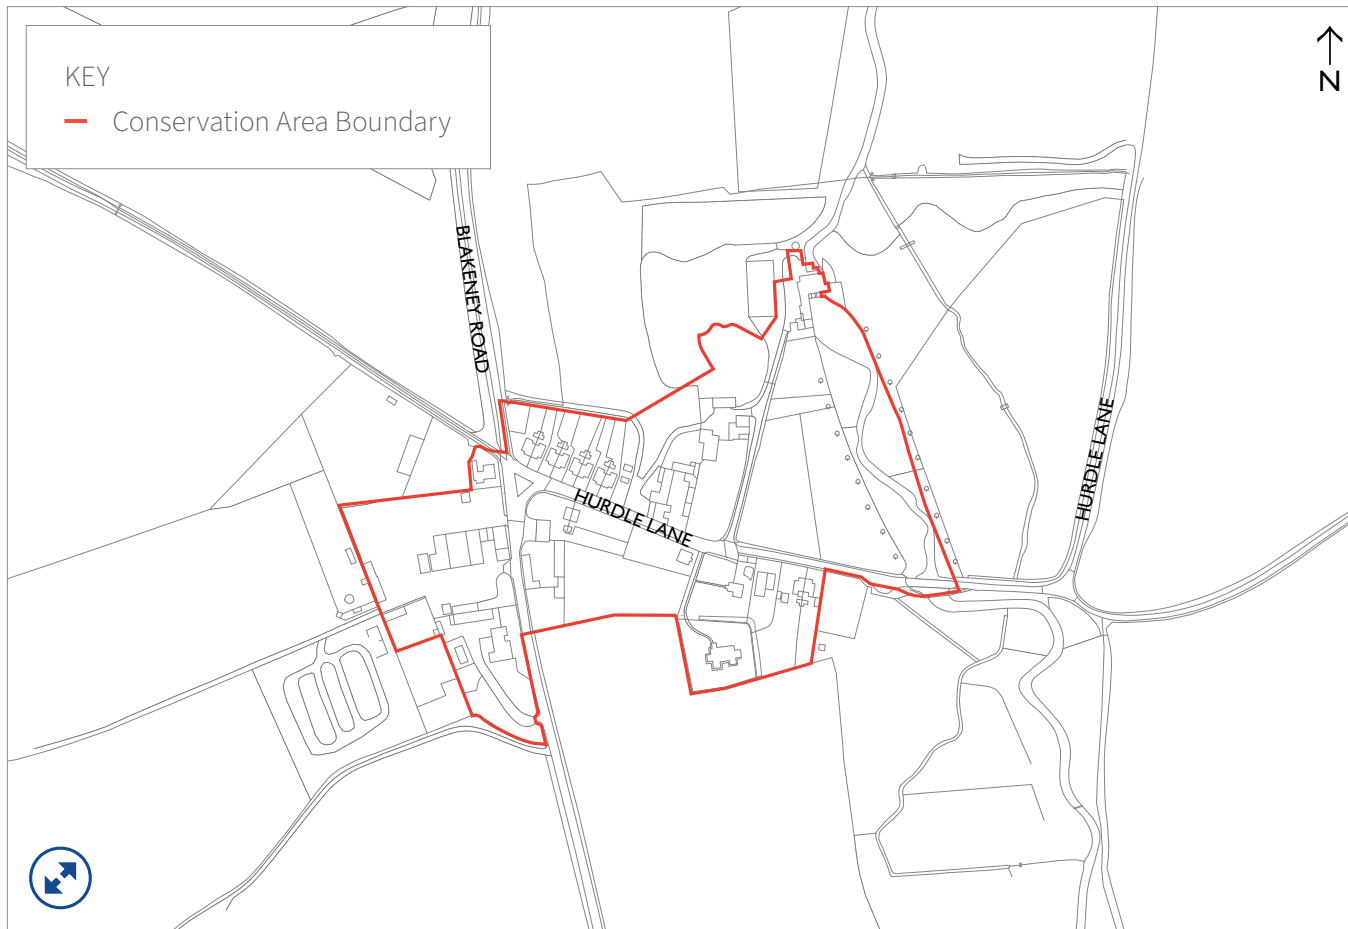 KEY
Conservation Area Boundary
N
BLAKENEY ROAD
HURDLE LANE
HURDLE LANE